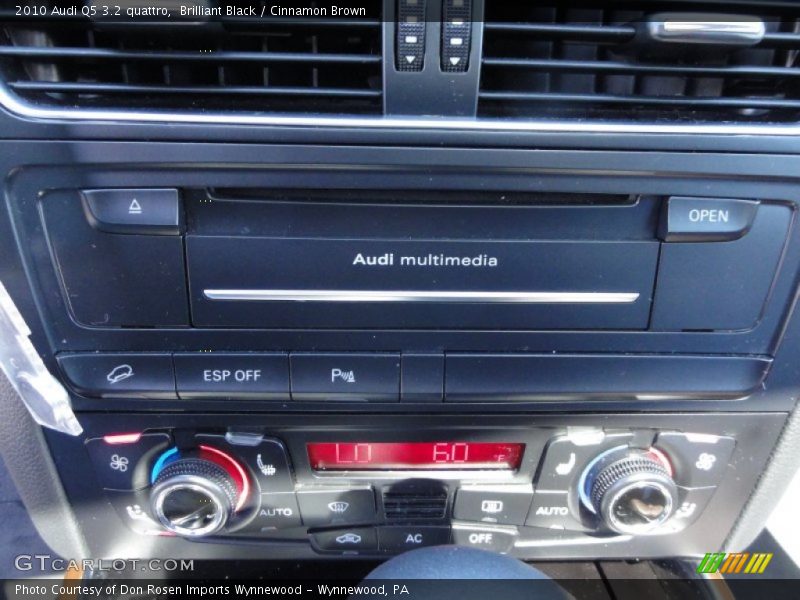 2010 Audi Q5 3.2 quattro, Brilliant Black / Cinnamon Brown
OPEN
Audi multimedia
ESP OFF
P
LO 60 °F
AUTO
AUTO
AC
OFF
GTCARLOT.COM
Photo Courtesy of Don Rosen Imports Wynnewood - Wynnewood, PA